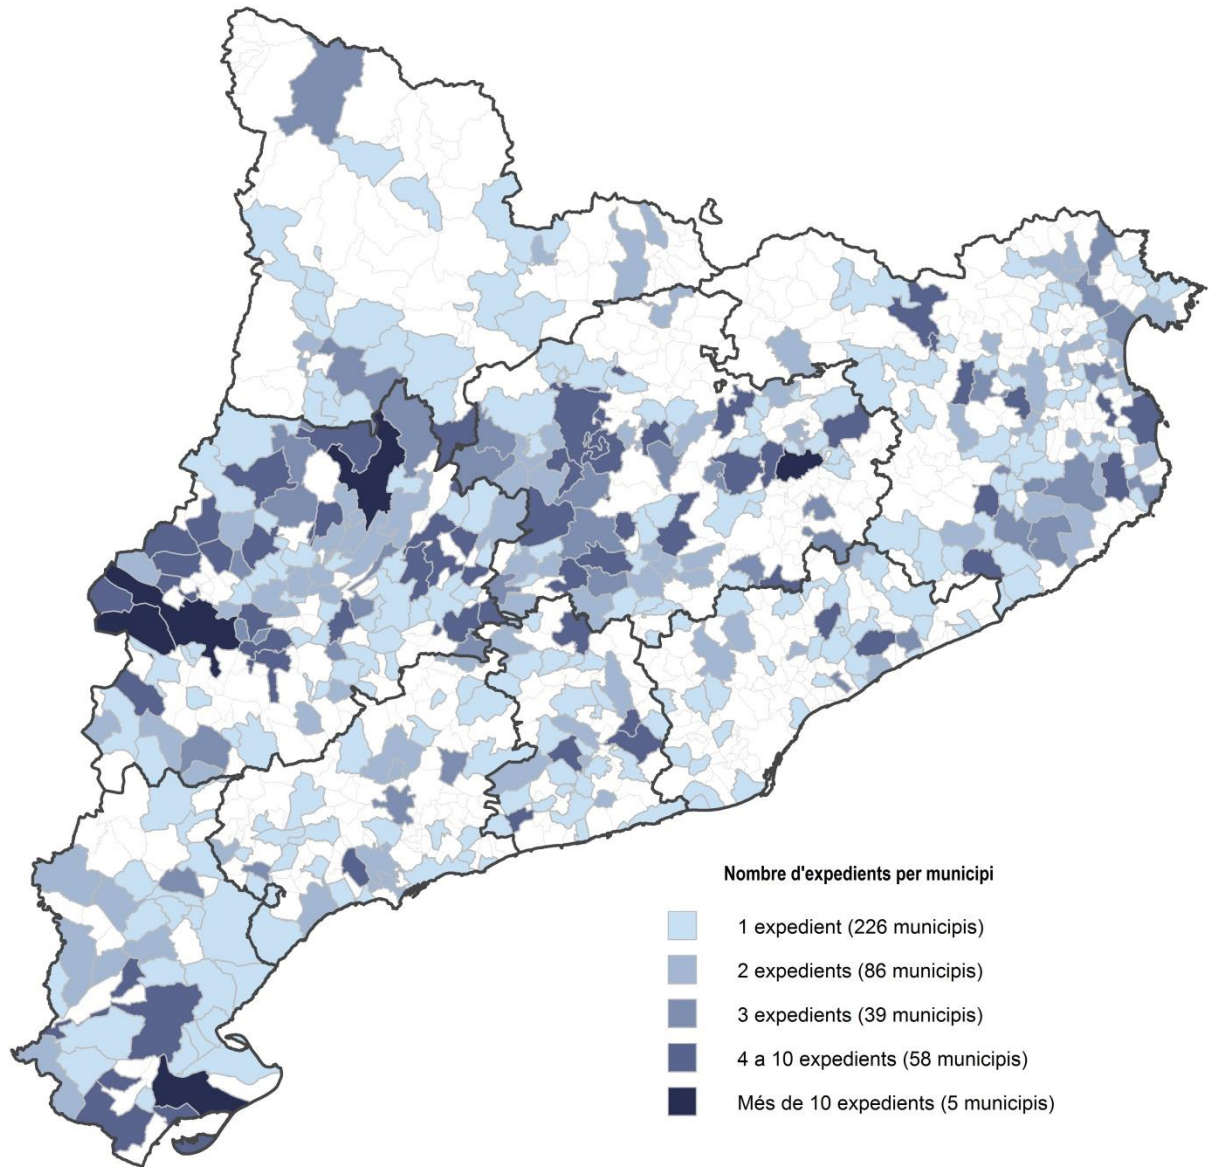 Nombre d'expedients per municipi
1 expedient (226 municipis)
2 expedients (86 municipis)
3 expedients (39 municipis)
4 a 10 expedients (58 municipis)
Més de 10 expedients (5 municipis)